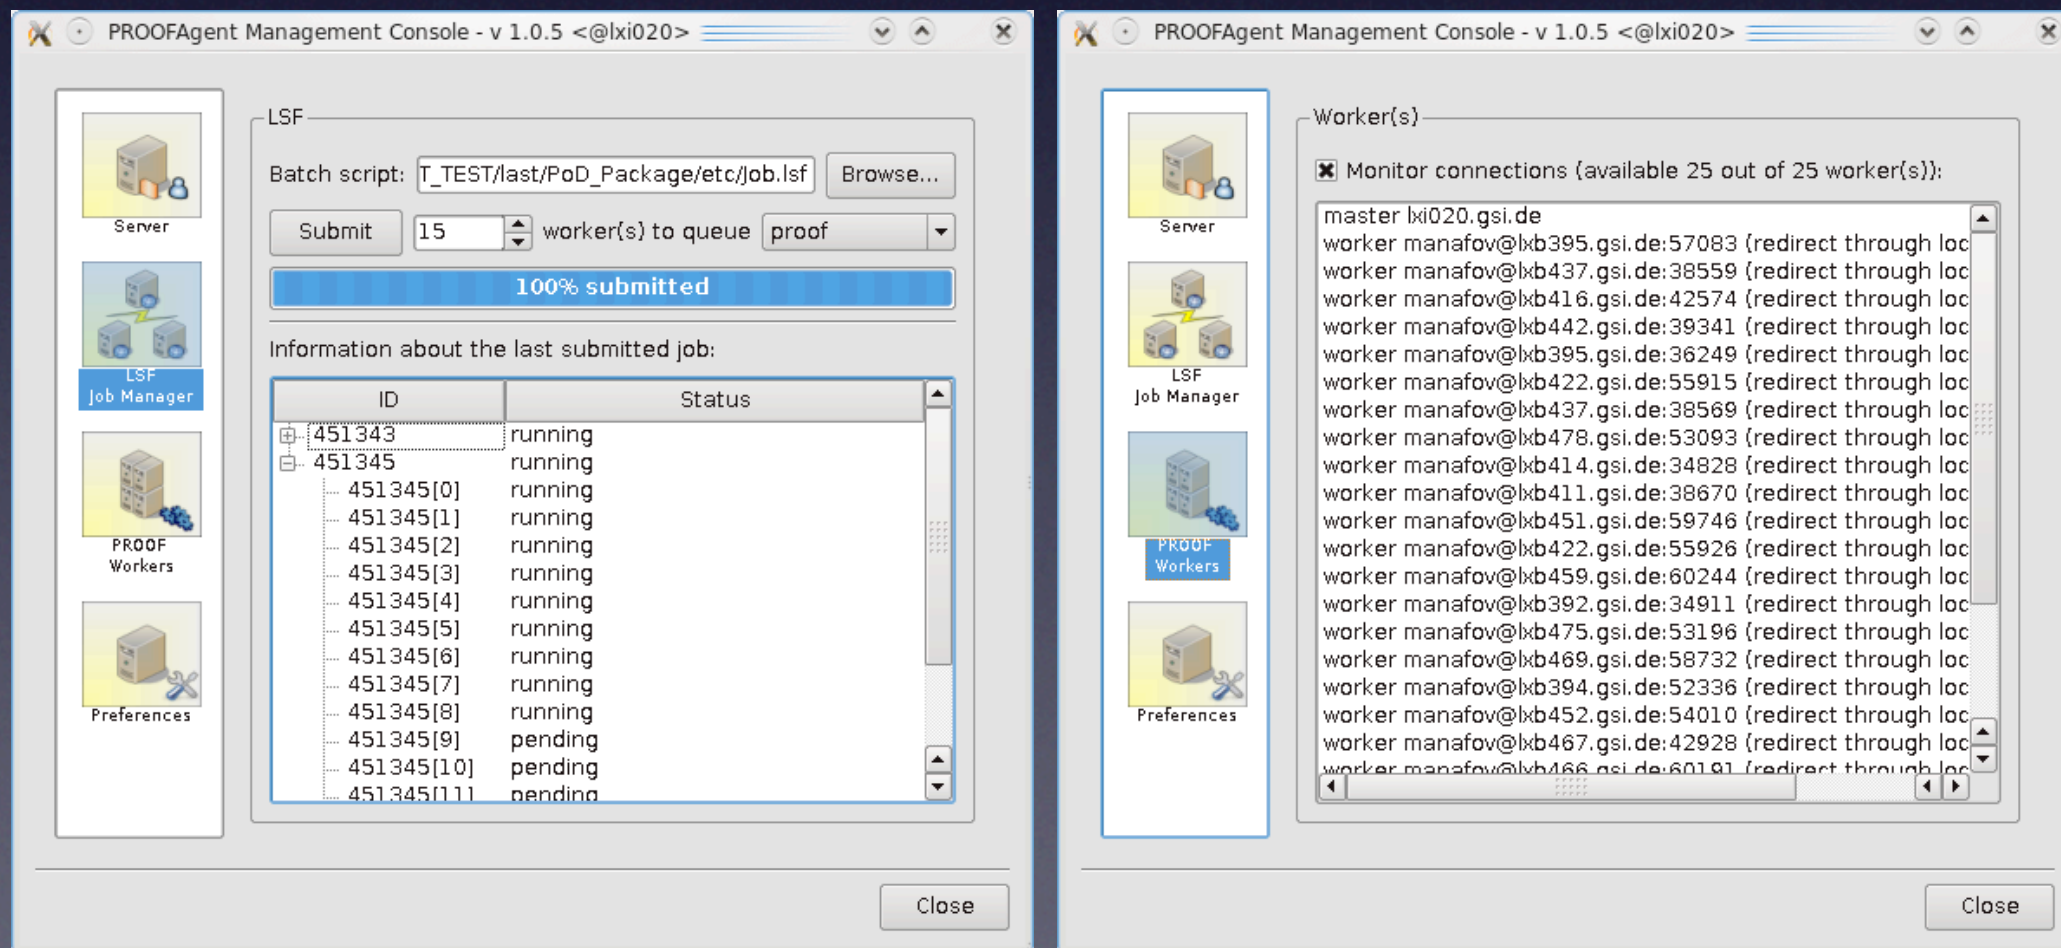 PROOFAgent Management Console - v 1.0.5 <@lxi020>
Server
LSF
Job Manager
PROOF
Workers
Preferences
LSF
Batch script: T_TEST/last/PoD_Package/etc/Job.lsf Browse...
Submit 15 worker(s) to queue proof
100% submitted
Information about the last submitted job:
ID Status
451343 running
451345 running
451345[0] running
451345[1] running
451345[2] running
451345[3] running
451345[4] running
451345[5] running
451345[6] running
451345[7] running
451345[8] running
451345[9] pending
451345[10] pending
451345[11] pending
Close
PROOFAgent Management Console - v 1.0.5 <@lxi020>
Server
LSF
Job Manager
PROOF
Workers
Preferences
Worker(s)
Monitor connections (available 25 out of 25 worker(s)):
master lxi020.gsi.de
worker manafov@lxb395.gsi.de:57083 (redirect through loc
worker manafov@lxb437.gsi.de:38559 (redirect through loc
worker manafov@lxb416.gsi.de:42574 (redirect through loc
worker manafov@lxb442.gsi.de:39341 (redirect through loc
worker manafov@lxb395.gsi.de:36249 (redirect through loc
worker manafov@lxb422.gsi.de:55915 (redirect through loc
worker manafov@lxb437.gsi.de:38569 (redirect through loc
worker manafov@lxb478.gsi.de:53093 (redirect through loc
worker manafov@lxb414.gsi.de:34828 (redirect through loc
worker manafov@lxb411.gsi.de:38670 (redirect through loc
worker manafov@lxb451.gsi.de:59746 (redirect through loc
worker manafov@lxb422.gsi.de:55926 (redirect through loc
worker manafov@lxb459.gsi.de:60244 (redirect through loc
worker manafov@lxb392.gsi.de:34911 (redirect through loc
worker manafov@lxb475.gsi.de:53196 (redirect through loc
worker manafov@lxb469.gsi.de:58732 (redirect through loc
worker manafov@lxb394.gsi.de:52336 (redirect through loc
worker manafov@lxb452.gsi.de:54010 (redirect through loc
worker manafov@lxb467.gsi.de:42928 (redirect through loc
worker manafov@lxb466.gsi.de:60191 (redirect through loc
Close